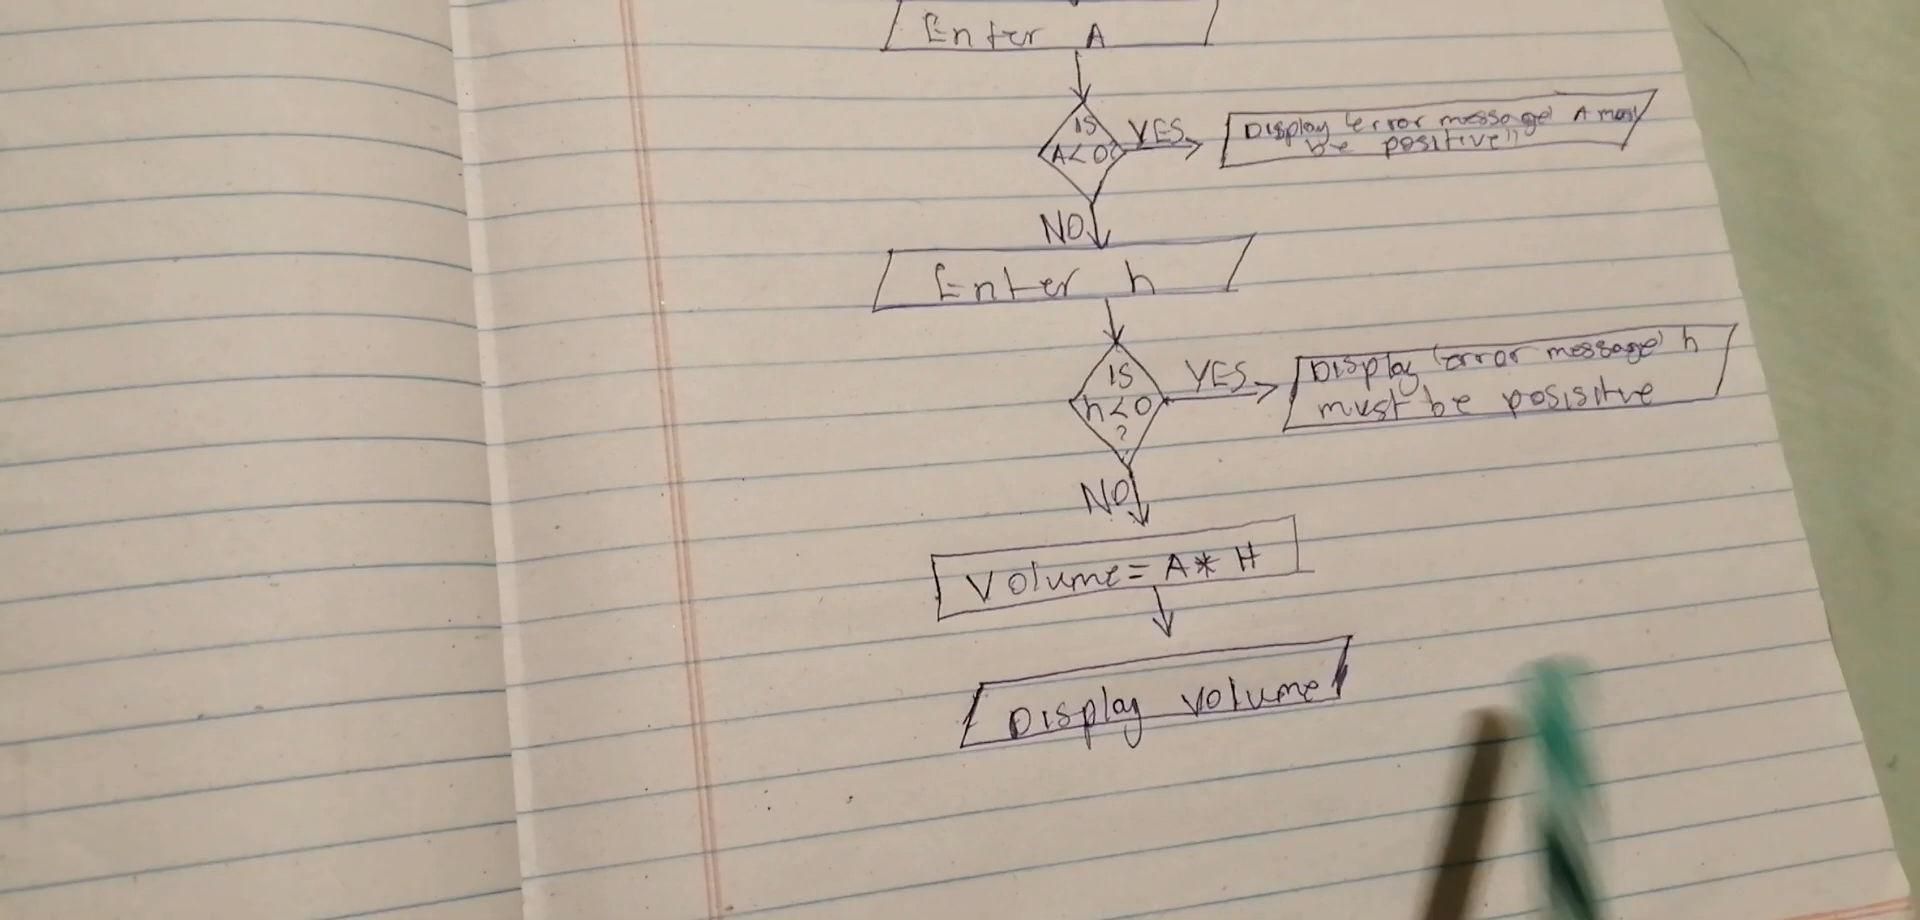 Enter A
IS
A<0?
YES
Display "error message" A must
be positive"
NO
Enter h
IS
h<0
?
YES
Display "error message" h
must be posisitve
NO
Volume = A * H
Display volume